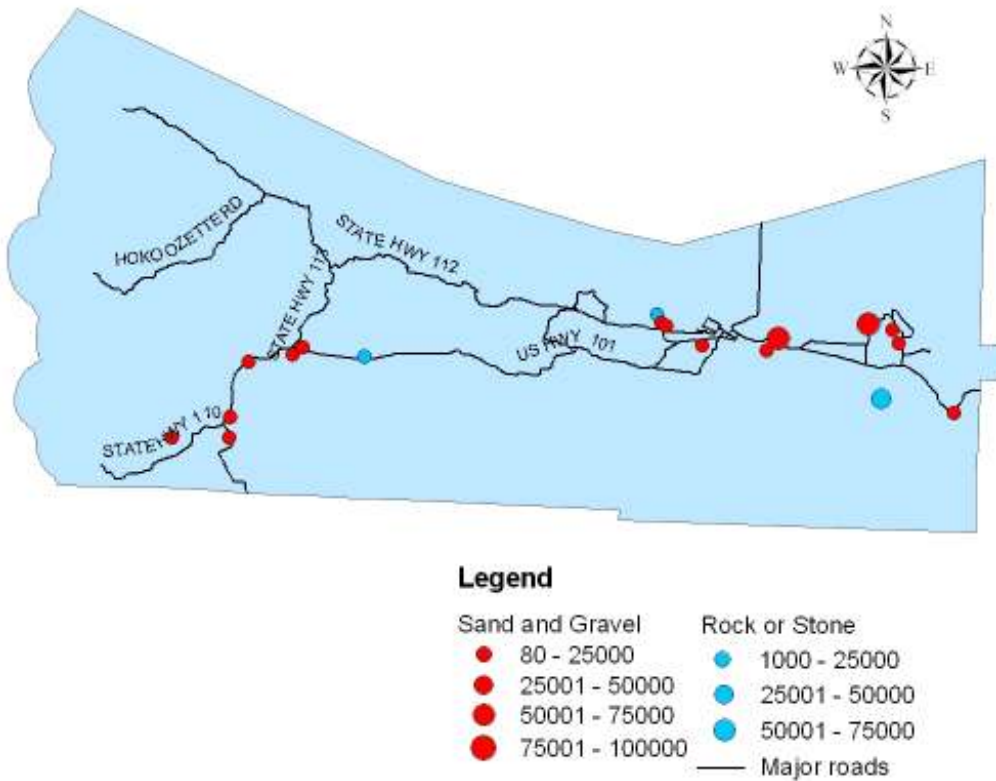 N
W E
S
HOKO OZETTE RD
STATE HWY 113
STATE HWY 112
US HWY 101
STATE HWY 110
Legend
Sand and Gravel
80 - 25000
25001 - 50000
50001 - 75000
75001 - 100000
Rock or Stone
1000 - 25000
25001 - 50000
50001 - 75000
Major roads